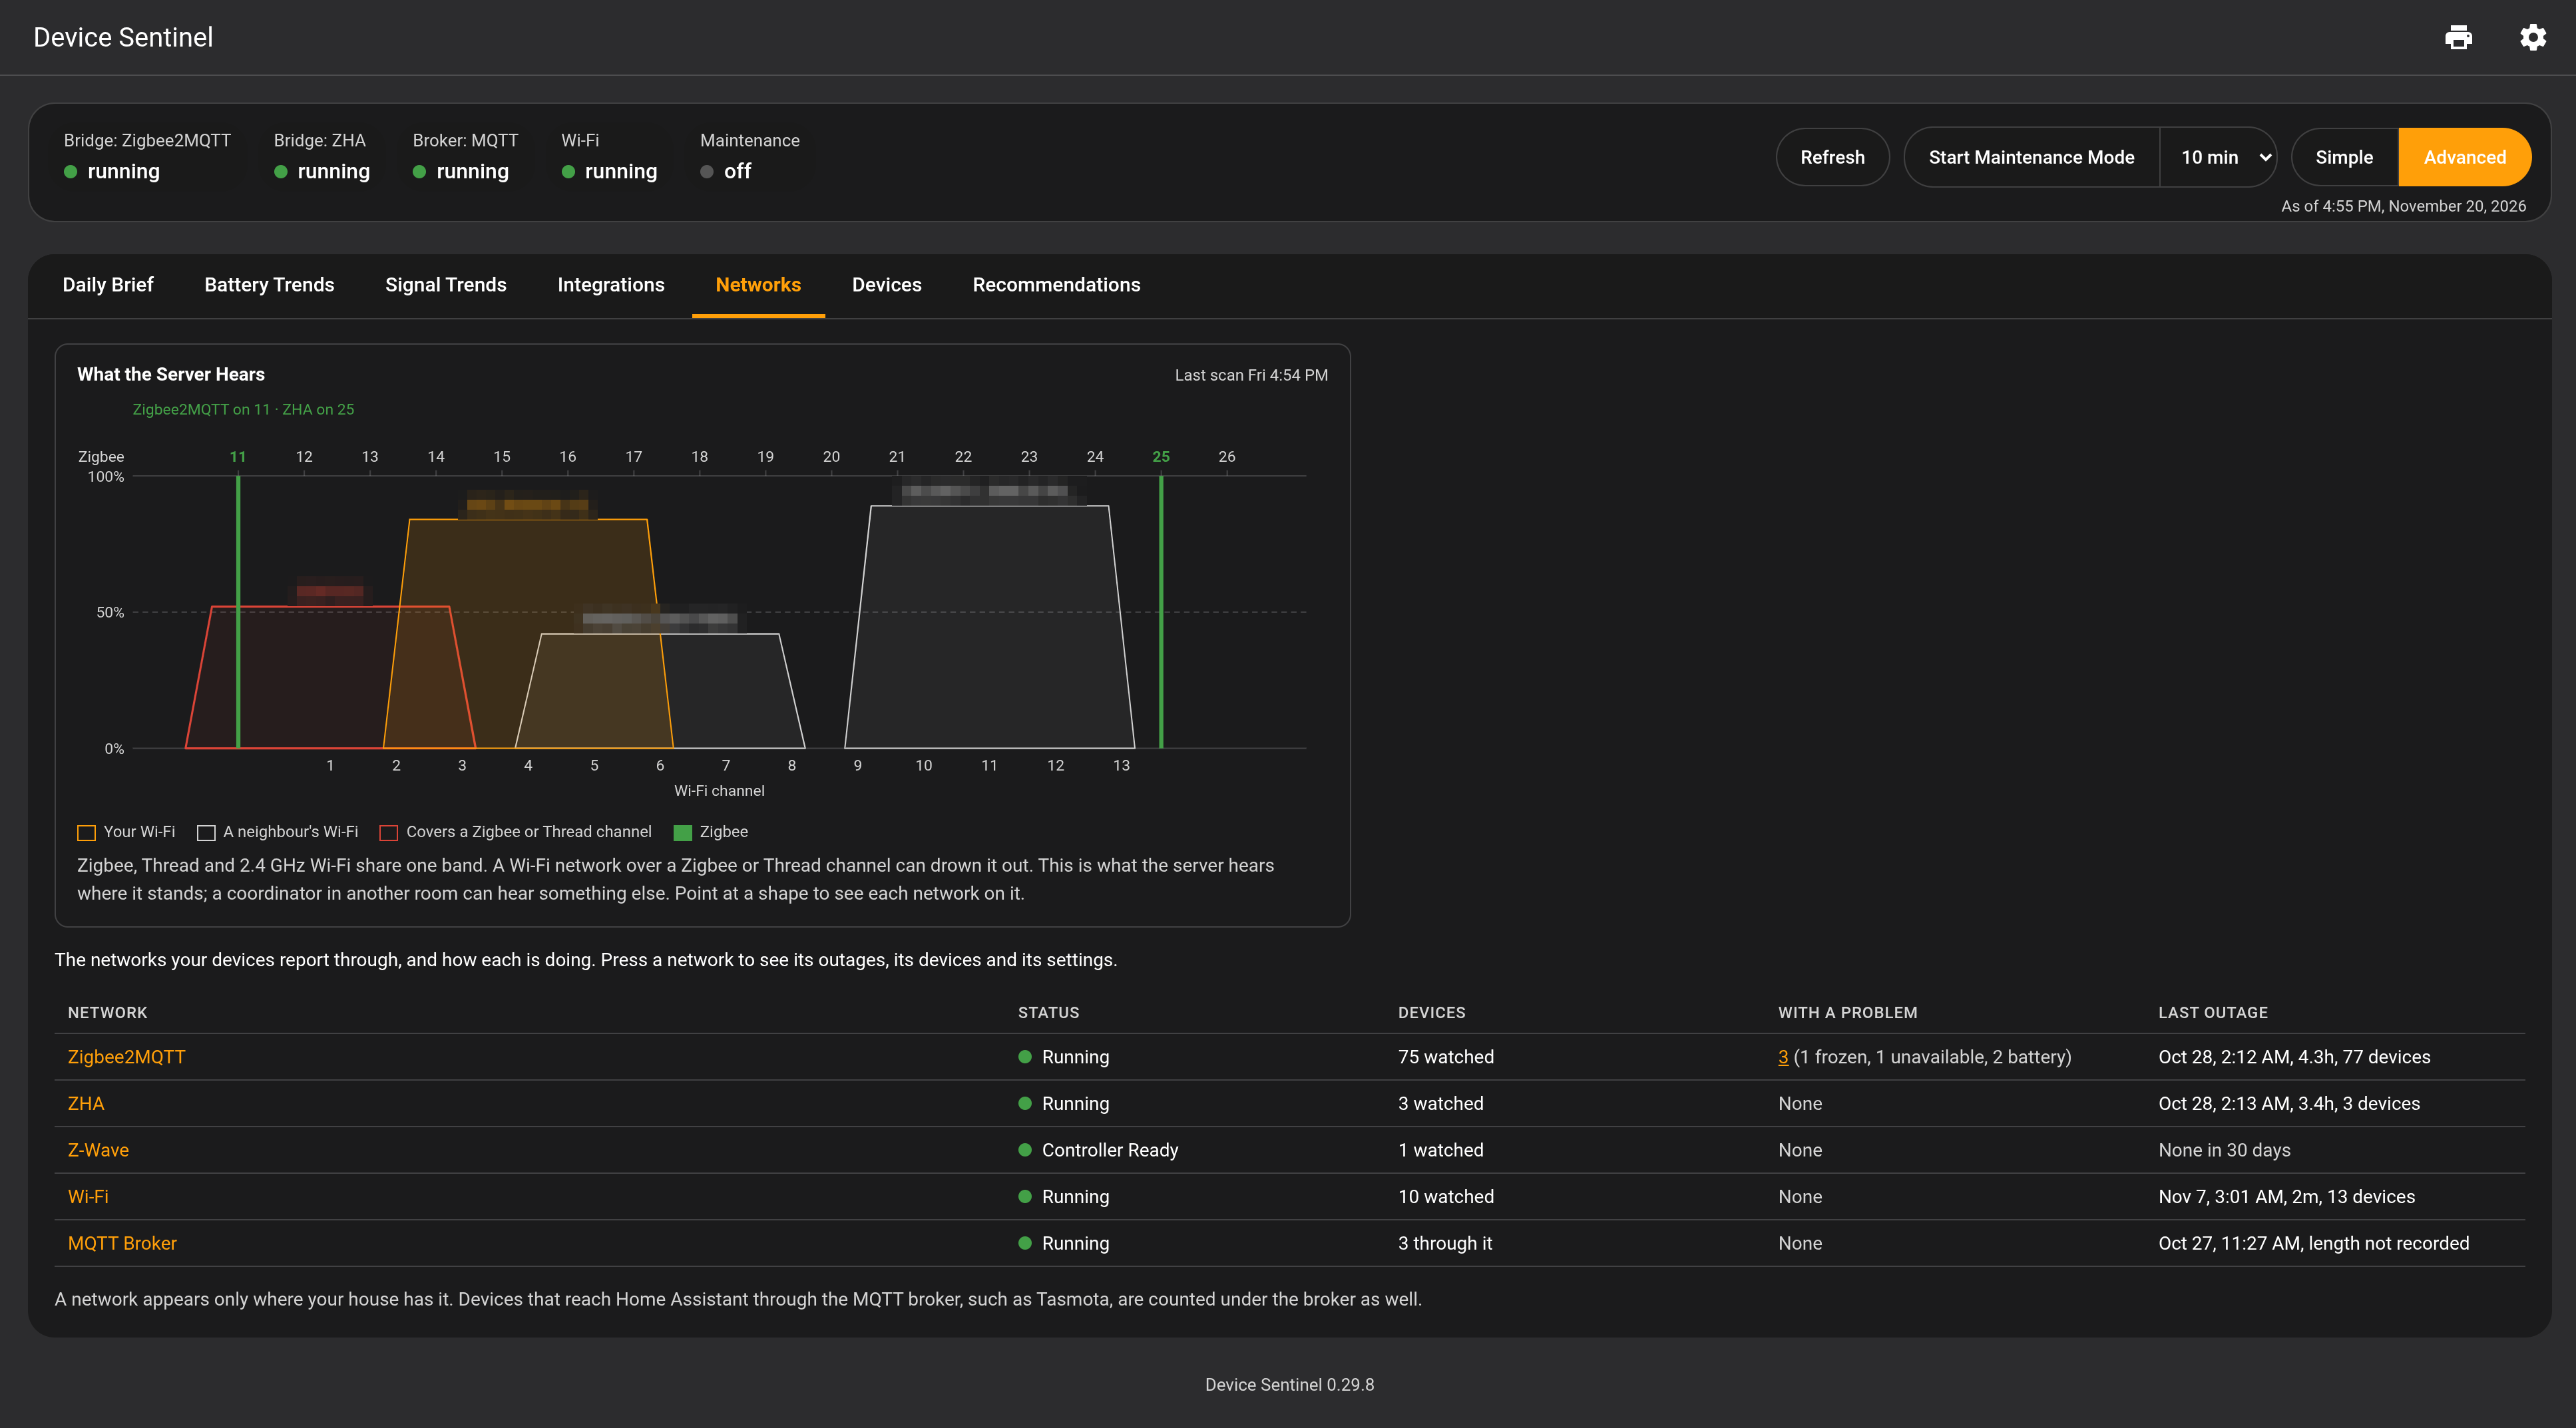 Device Sentinel
Bridge: Zigbee2MQTT
running
Bridge: ZHA
running
Broker: MQTT
running
Wi-Fi
running
Maintenance
off
Refresh
Start Maintenance Mode
10 min
Simple
Advanced
As of 4:55 PM, November 20, 2026
Daily Brief
Battery Trends
Signal Trends
Integrations
Networks
Devices
Recommendations
What the Server Hears
Last scan Fri 4:54 PM
Zigbee2MQTT on 11 · ZHA on 25
Zigbee 11 12 13 14 15 16 17 18 19 20 21 22 23 24 25 26
100%
50%
0%
1 2 3 4 5 6 7 8 9 10 11 12 13
Wi-Fi channel
Your Wi-Fi
A neighbour's Wi-Fi
Covers a Zigbee or Thread channel
Zigbee
Zigbee, Thread and 2.4 GHz Wi-Fi share one band. A Wi-Fi network over a Zigbee or Thread channel can drown it out. This is what the server hears
where it stands; a coordinator in another room can hear something else. Point at a shape to see each network on it.
The networks your devices report through, and how each is doing. Press a network to see its outages, its devices and its settings.
NETWORK STATUS DEVICES WITH A PROBLEM LAST OUTAGE
Zigbee2MQTT Running 75 watched 3 (1 frozen, 1 unavailable, 2 battery) Oct 28, 2:12 AM, 4.3h, 77 devices
ZHA Running 3 watched None Oct 28, 2:13 AM, 3.4h, 3 devices
Z-Wave Controller Ready 1 watched None None in 30 days
Wi-Fi Running 10 watched None Nov 7, 3:01 AM, 2m, 13 devices
MQTT Broker Running 3 through it None Oct 27, 11:27 AM, length not recorded
A network appears only where your house has it. Devices that reach Home Assistant through the MQTT broker, such as Tasmota, are counted under the broker as well.
Device Sentinel 0.29.8